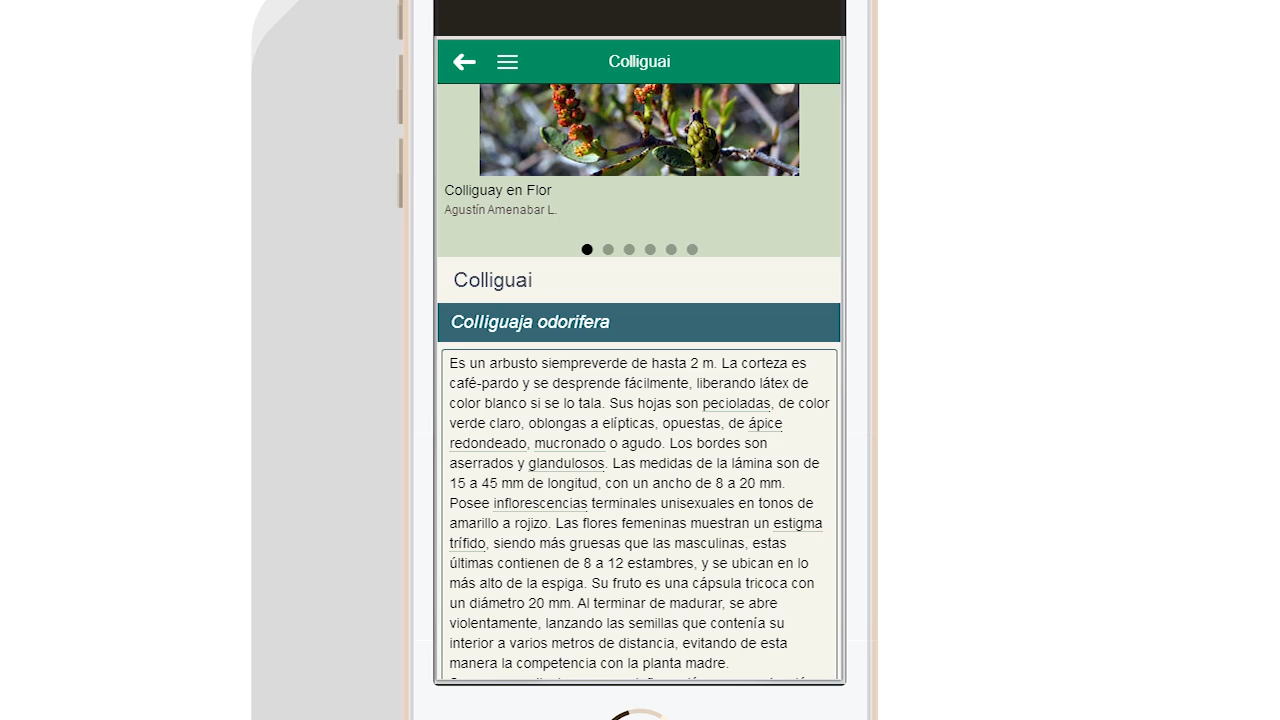 Colliguai
Colliguay en Flor
Agustín Amenabar L.
Colliguai
Colliguaja odorifera
Es un arbusto siempreverde de hasta 2 m. La corteza es
café-pardo y se desprende fácilmente, liberando látex de
color blanco si se lo tala. Sus hojas son pecioladas, de color
verde claro, oblongas a elípticas, opuestas, de ápice
redondeado, mucronado o agudo. Los bordes son
aserrados y glandulosos. Las medidas de la lámina son de
15 a 45 mm de longitud, con un ancho de 8 a 20 mm.
Posee inflorescencias terminales unisexuales en tonos de
amarillo a rojizo. Las flores femeninas muestran un estigma
trífido, siendo más gruesas que las masculinas, estas
últimas contienen de 8 a 12 estambres, y se ubican en lo
más alto de la espiga. Su fruto es una cápsula tricoca con
un diámetro 20 mm. Al terminar de madurar, se abre
violentamente, lanzando las semillas que contenía su
interior a varios metros de distancia, evitando de esta
manera la competencia con la planta madre.